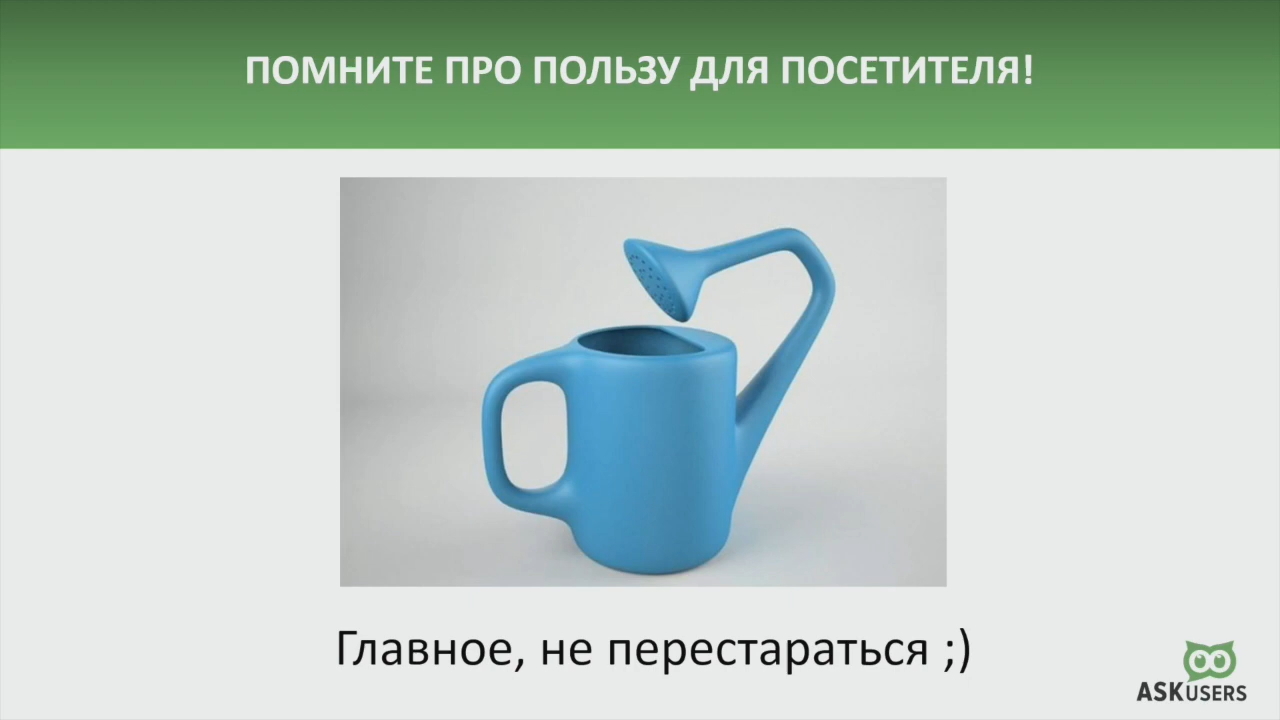 ПОМНИТЕ ПРО ПОЛЬЗУ ДЛЯ ПОСЕТИТЕЛЯ!
Главное, не перестараться ;)
ASKUSERS